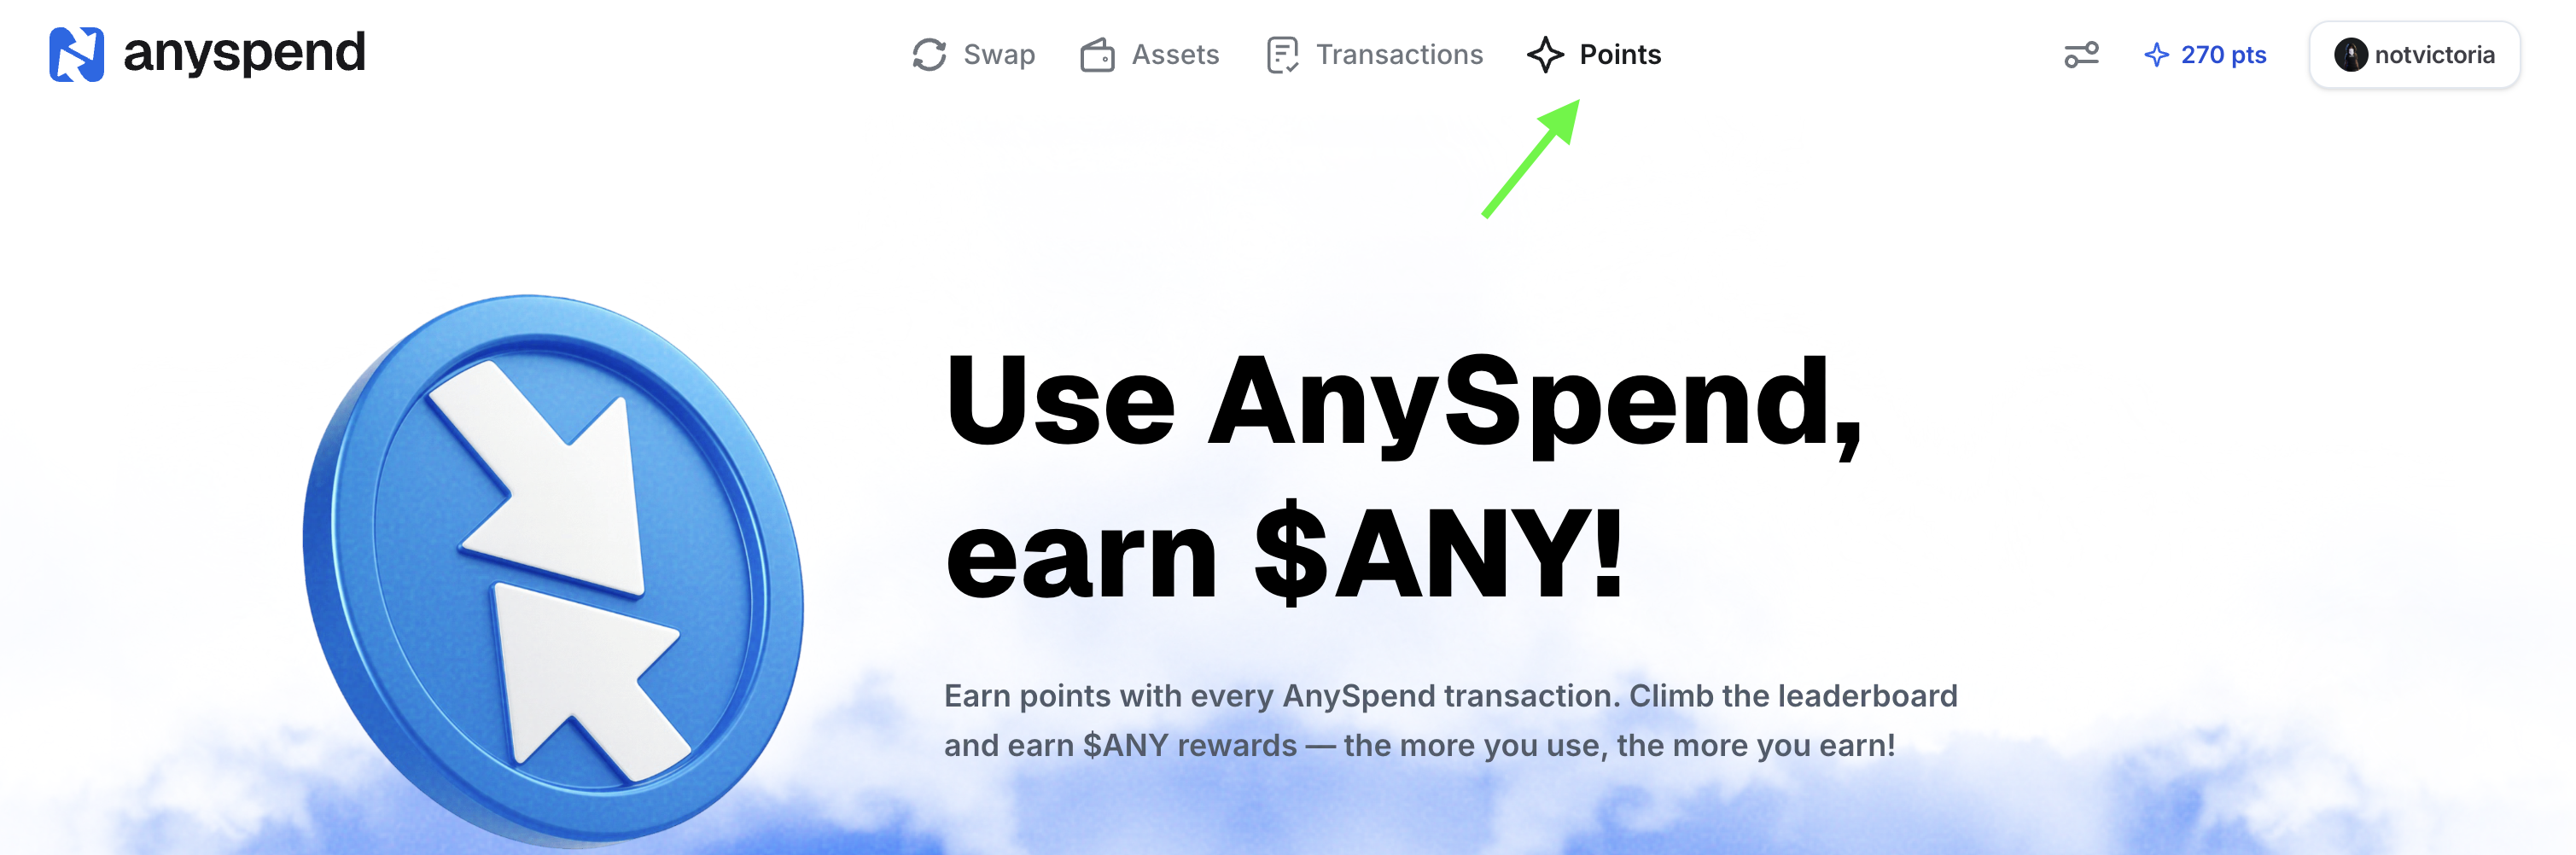 anyspend
Swap
Assets
Transactions
Points
270 pts
notvictoria
Use AnySpend,
earn $ANY!
Earn points with every AnySpend transaction. Climb the leaderboard
and earn $ANY rewards — the more you use, the more you earn!